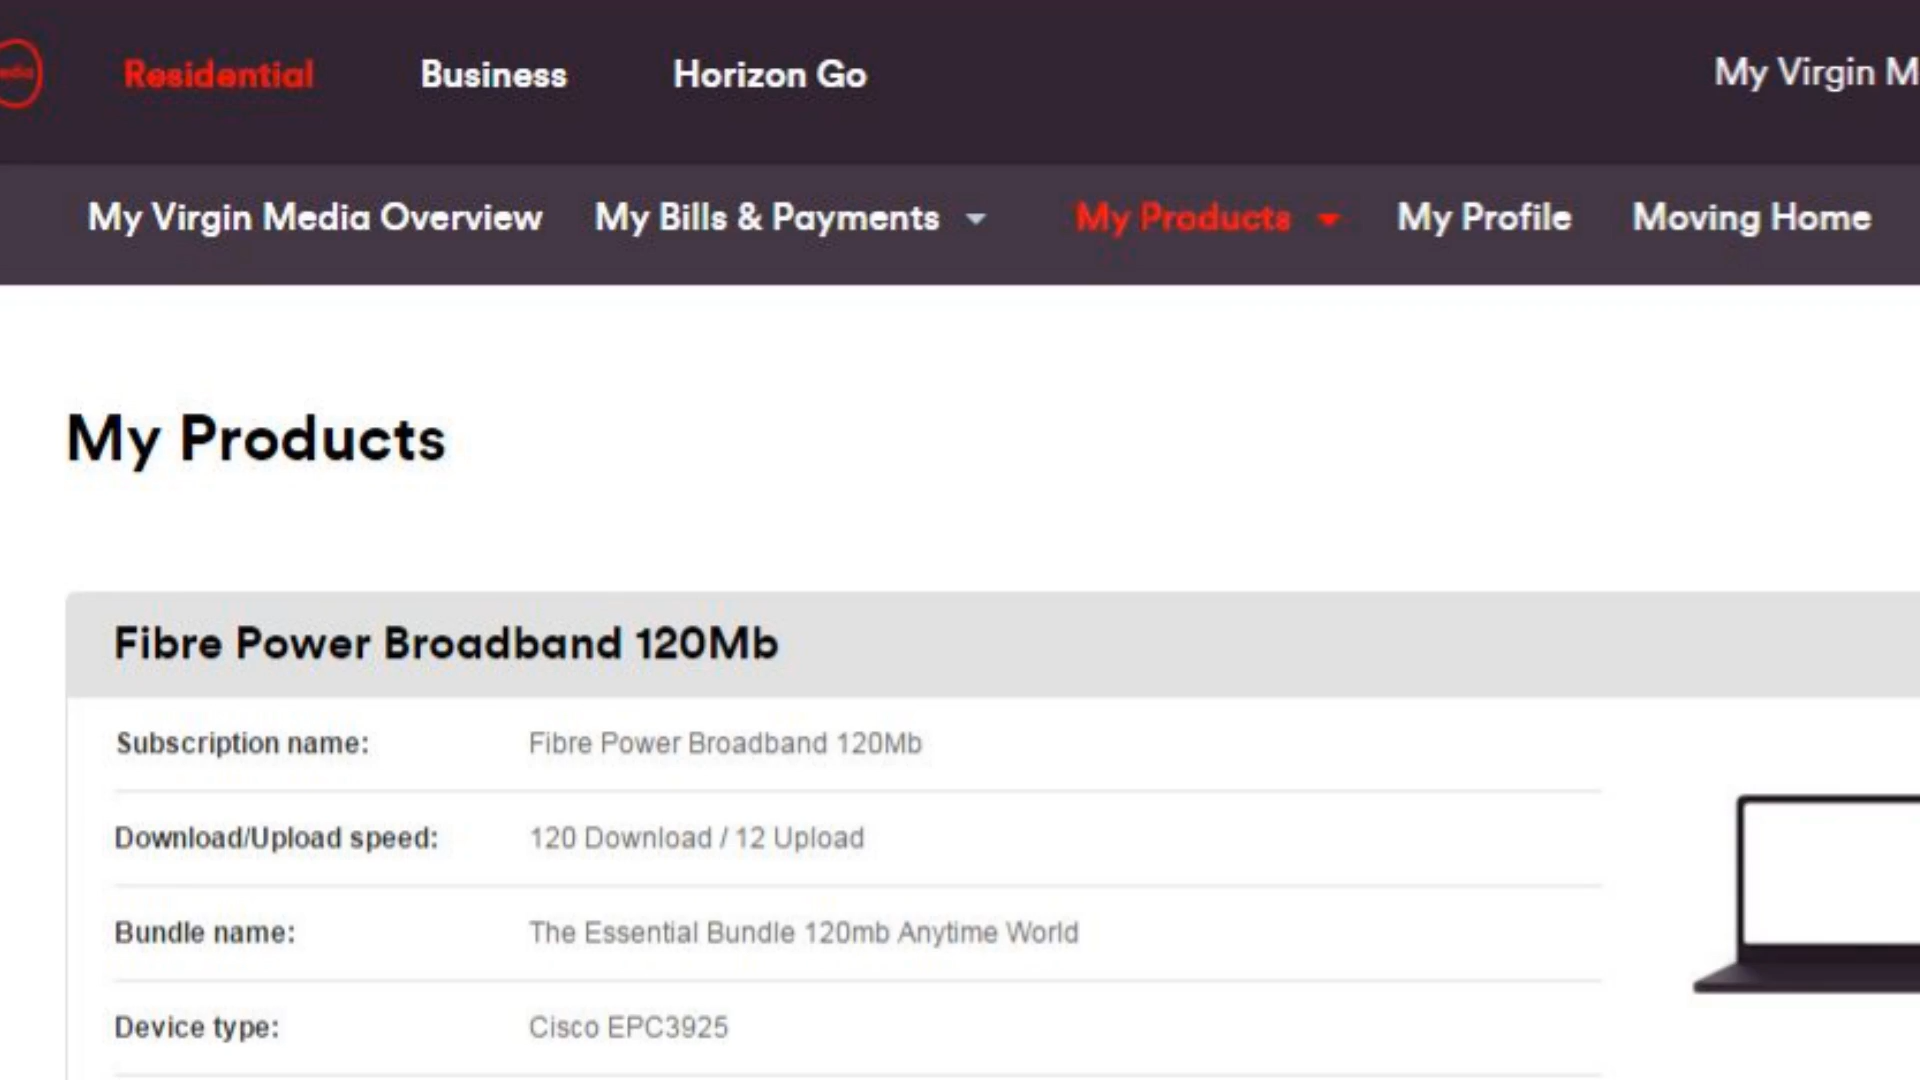 Residential Business Horizon Go My Virgin M
My Virgin Media Overview My Bills & Payments My Products My Profile Moving Home
My Products
Fibre Power Broadband 120Mb
Subscription name: Fibre Power Broadband 120Mb
Download/Upload speed: 120 Download / 12 Upload
Bundle name: The Essential Bundle 120mb Anytime World
Device type: Cisco EPC3925